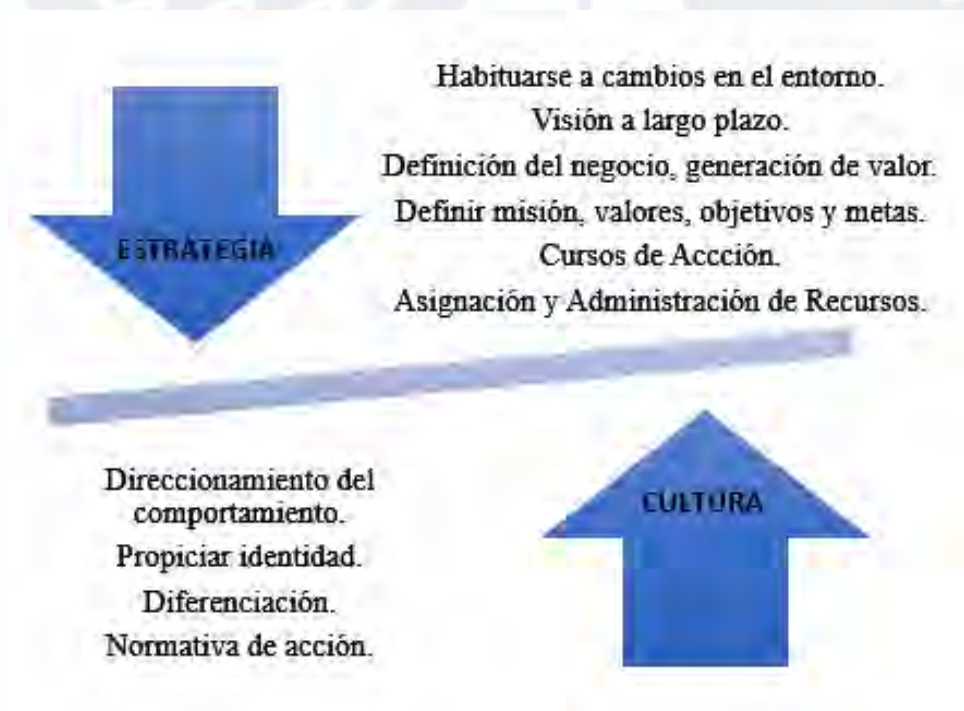 Habituarse a cambios en el entorno.
Visión a largo plazo.
Definición del negocio, generación de valor.
ESTRATEGIA
Definir misión, valores, objetivos y metas.
Cursos de Accción.
Asignación y Administración de Recursos.
Direccionamiento del
comportamiento.
Propiciar identidad.
Diferenciación.
Normativa de acción.
CULTURA